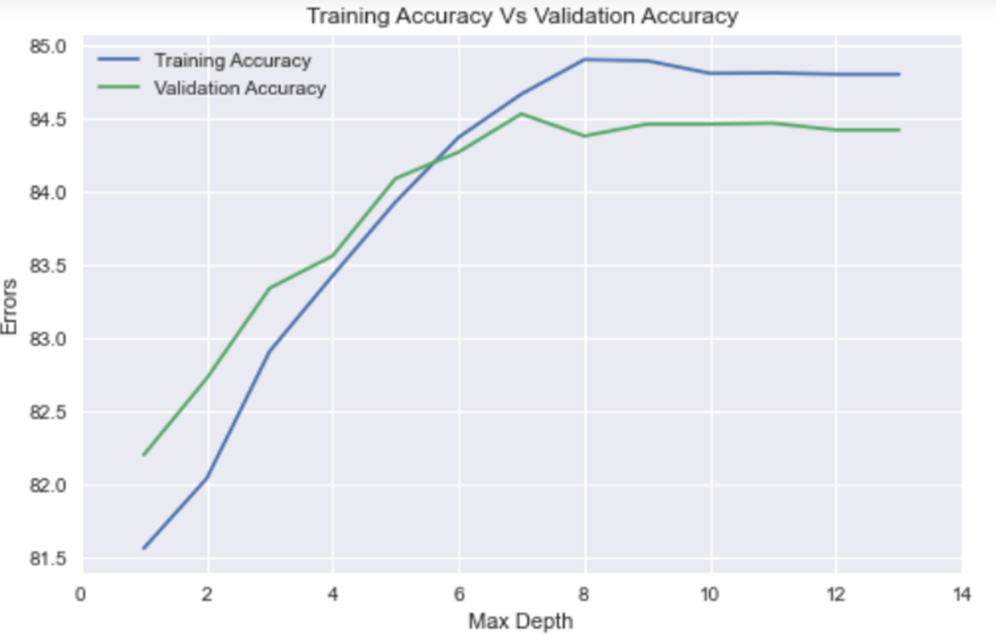 Training Accuracy Vs Validation Accuracy
Training Accuracy
Validation Accuracy
85.0
84.5
84.0
83.5
83.0
82.5
82.0
81.5
Errors
0 2 4 6 8 10 12 14
Max Depth